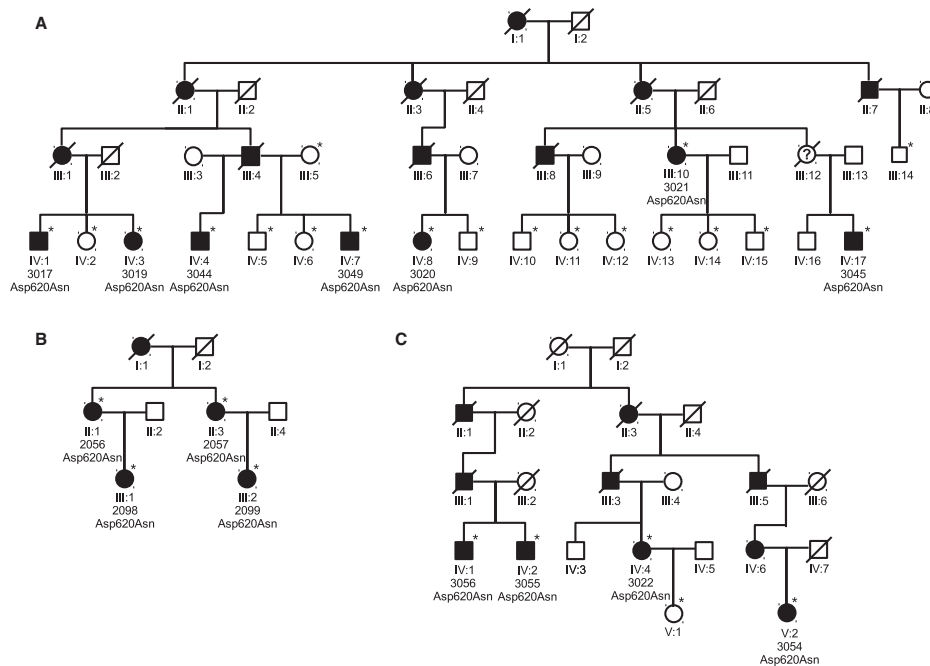 A
I:1 I:2
II:1 II:2 II:3 II:4 II:5 II:6 II:7 II:8
* *
III:1 III:2 III:3 III:4 III:5 III:6 III:7 III:8 III:9 III:10 ? III:12 III:11 III:13 III:14
3021
Asp620Asn
* * * * * * * * * * * * * * * *
IV:1 IV:2 IV:3 IV:4 IV:5 IV:6 IV:7 IV:8 IV:9 IV:10 IV:11 IV:12 IV:13 IV:14 IV:15 IV:16 IV:17
3017 3019 3044 3049 3020 3045
Asp620Asn Asp620Asn Asp620Asn Asp620Asn Asp620Asn Asp620Asn
B
I:1 I:2
* *
II:1 II:2 II:3 II:4
2056 2057
Asp620Asn Asp620Asn
* *
III:1 III:2
2098 2099
Asp620Asn Asp620Asn
C
I:1 I:2
II:1 II:2 II:3 II:4
III:1 III:2 III:3 III:4 III:5 III:6
* * *
IV:1 IV:2 IV:3 IV:4 IV:5 IV:6 IV:7
3056 3055 3022
Asp620Asn Asp620Asn Asp620Asn
* *
V:1 V:2
3054
Asp620Asn